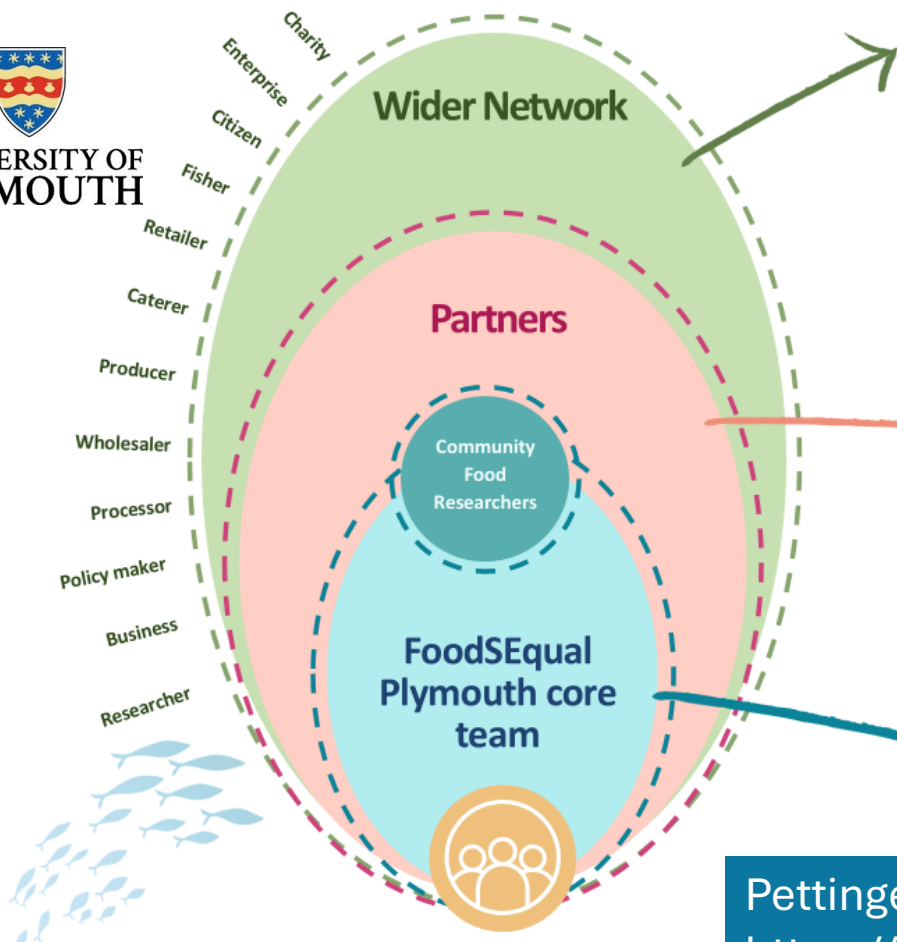 Charity
Enterprise
Citizen
Fisher
Retailer
Caterer
Producer
Wholesaler
Processor
Policy maker
Business
Researcher
ERSITY OF
MOUTH
Wider Network
Partners
Community
Food
Researchers
FoodSEqual
Plymouth core
team
Pettinge